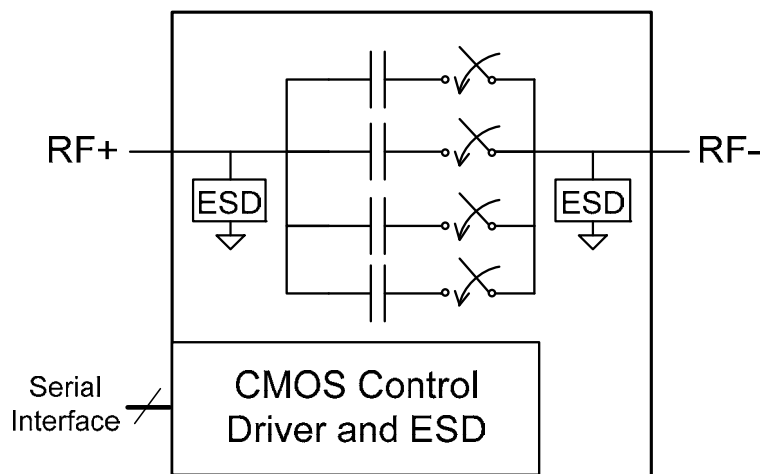 RF+
RF-
ESD
ESD
Serial
Interface
CMOS Control
Driver and ESD